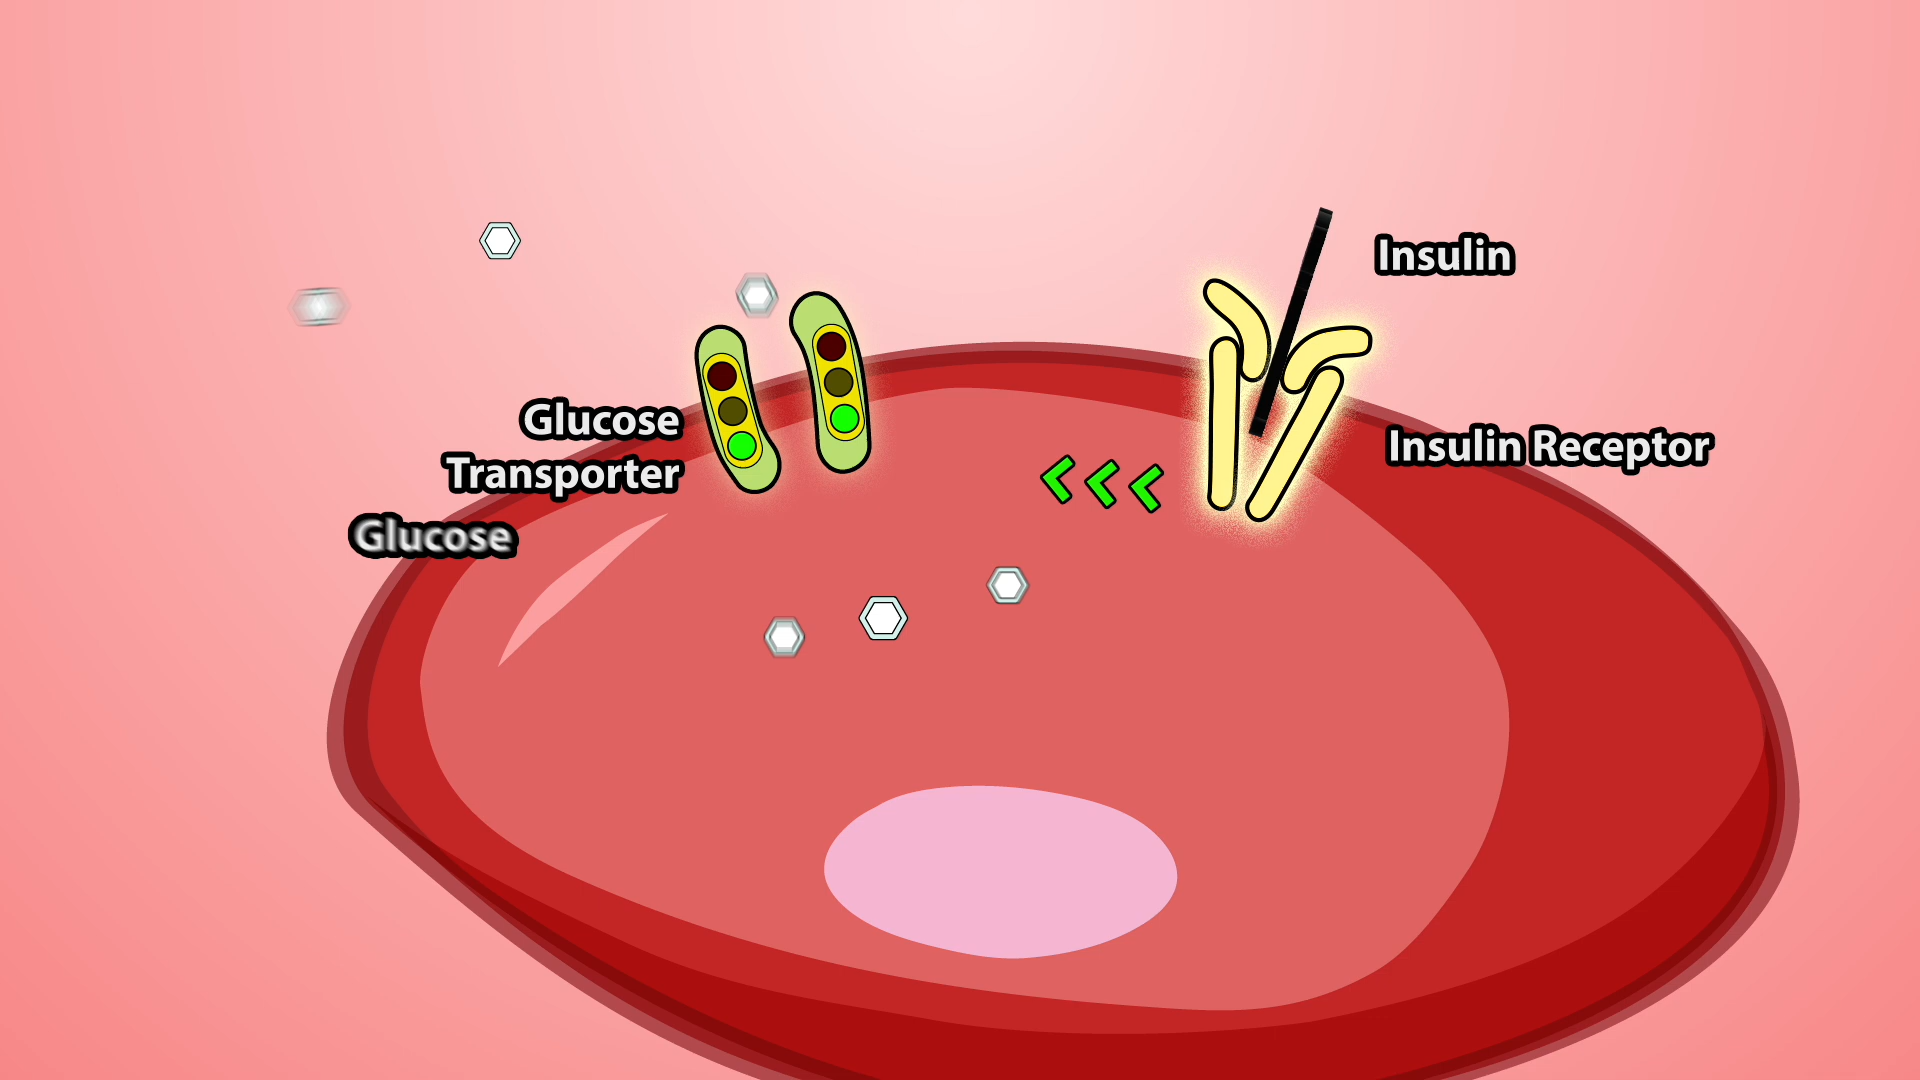 Insulin
Glucose
Transporter
Insulin Receptor
Glucose